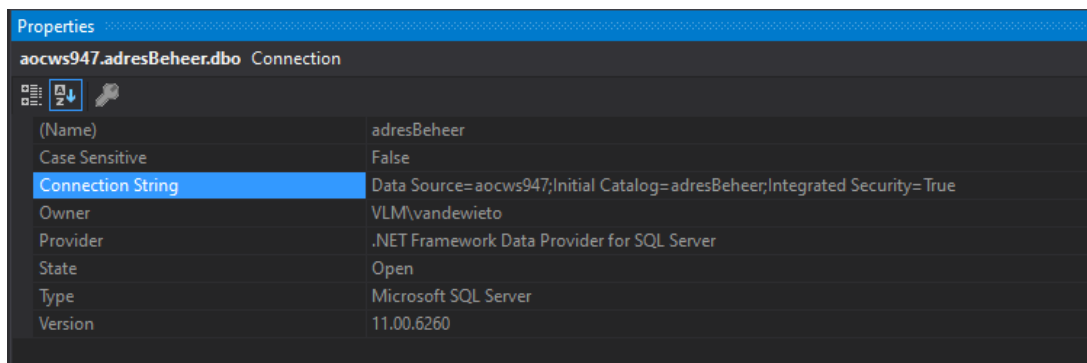 Properties
aocws947.adresBeheer.dbo Connection
(Name) adresBeheer
Case Sensitive False
Connection String Data Source=aocws947;Initial Catalog=adresBeheer;Integrated Security=True
Owner VLM\vandewieto
Provider .NET Framework Data Provider for SQL Server
State Open
Type Microsoft SQL Server
Version 11.00.6260